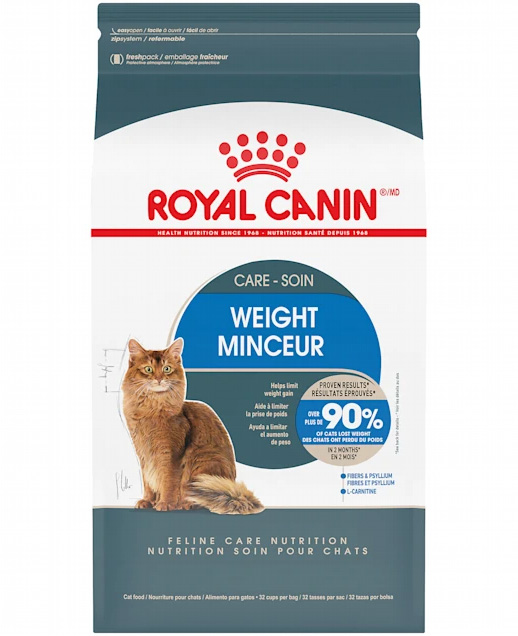 easyopen / facile à ouvrir / fácil de abrir
zipsystem / refermable
freshpack / emballage fraîcheur
Protective atmosphere / Atmosphère protectrice
ROYAL CANIN ®/MD
HEALTH NUTRITION SINCE 1968 - NUTRITION SANTÉ DEPUIS 1968
CARE - SOIN
WEIGHT
MINCEUR
Helps limit
weight gain
Aide à limiter
la prise de poids
Ayuda a limitar
el aumento
de peso
PROVEN RESULTS*
RÉSULTATS ÉPROUVÉS*
OVER
PLUS DE
90%
OF CATS LOST WEIGHT
DES CHATS ONT PERDU DU POIDS
IN 2 MONTHS*
EN 2 MOIS*
FIBERS & PSYLLIUM
FIBRES ET PSYLLIUM
L-CARNITINE
FELINE CARE NUTRITION
NUTRITION SOIN POUR CHATS
Cat food / Nourriture pour chats / Alimento para gatos - 32 cups per bag / 32 tasses par sac / 32 tazas por bolsa